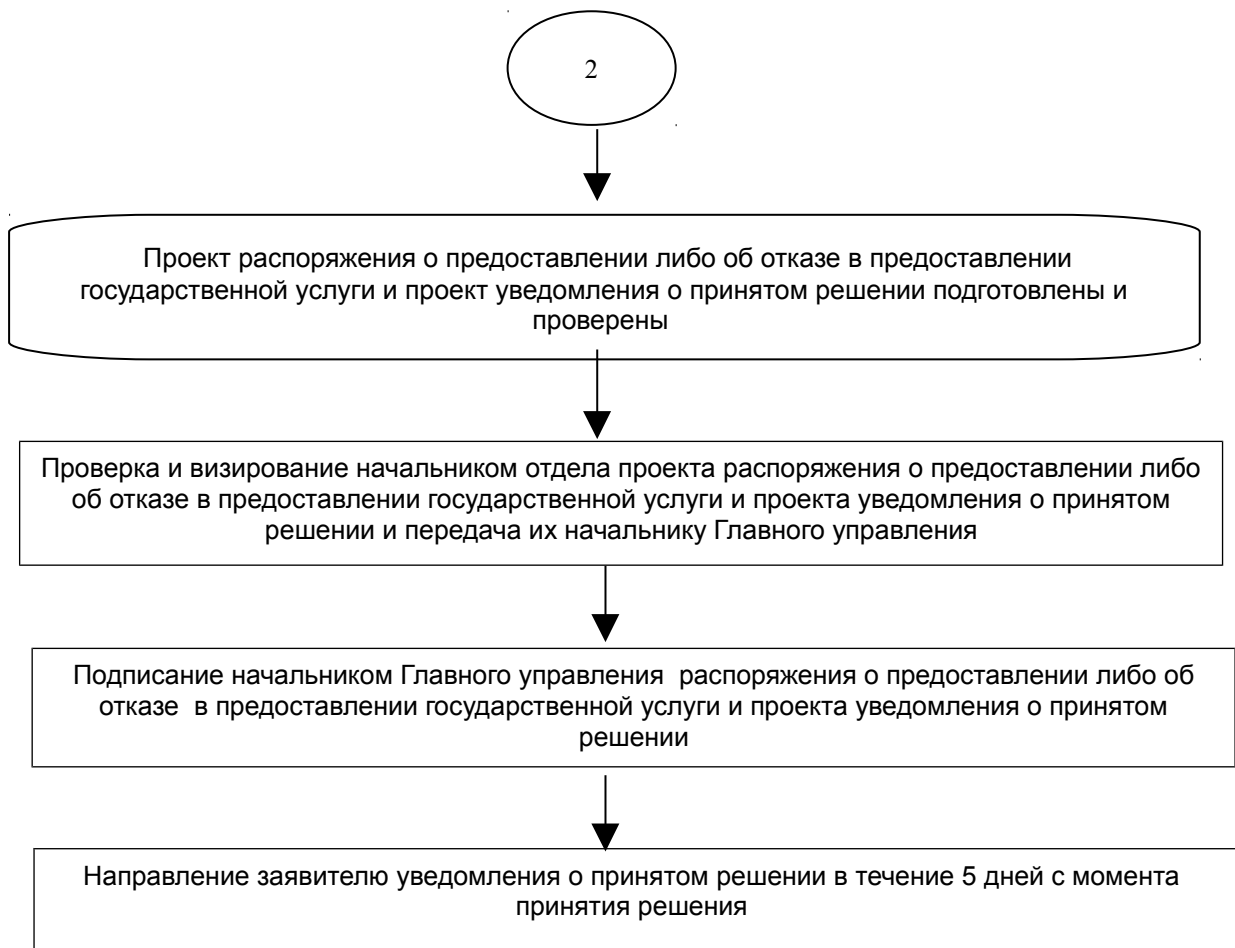 2
Проект распоряжения о предоставлении либо об отказе в предоставлении
государственной услуги и проект уведомления о принятом решении подготовлены и
проверены
Проверка и визирование начальником отдела проекта распоряжения о предоставлении либо
об отказе в предоставлении государственной услуги и проекта уведомления о принятом
решении и передача их начальнику Главного управления
Подписание начальником Главного управления распоряжения о предоставлении либо об
отказе в предоставлении государственной услуги и проекта уведомления о принятом
решении
Направление заявителю уведомления о принятом решении в течение 5 дней с момента
принятия решения